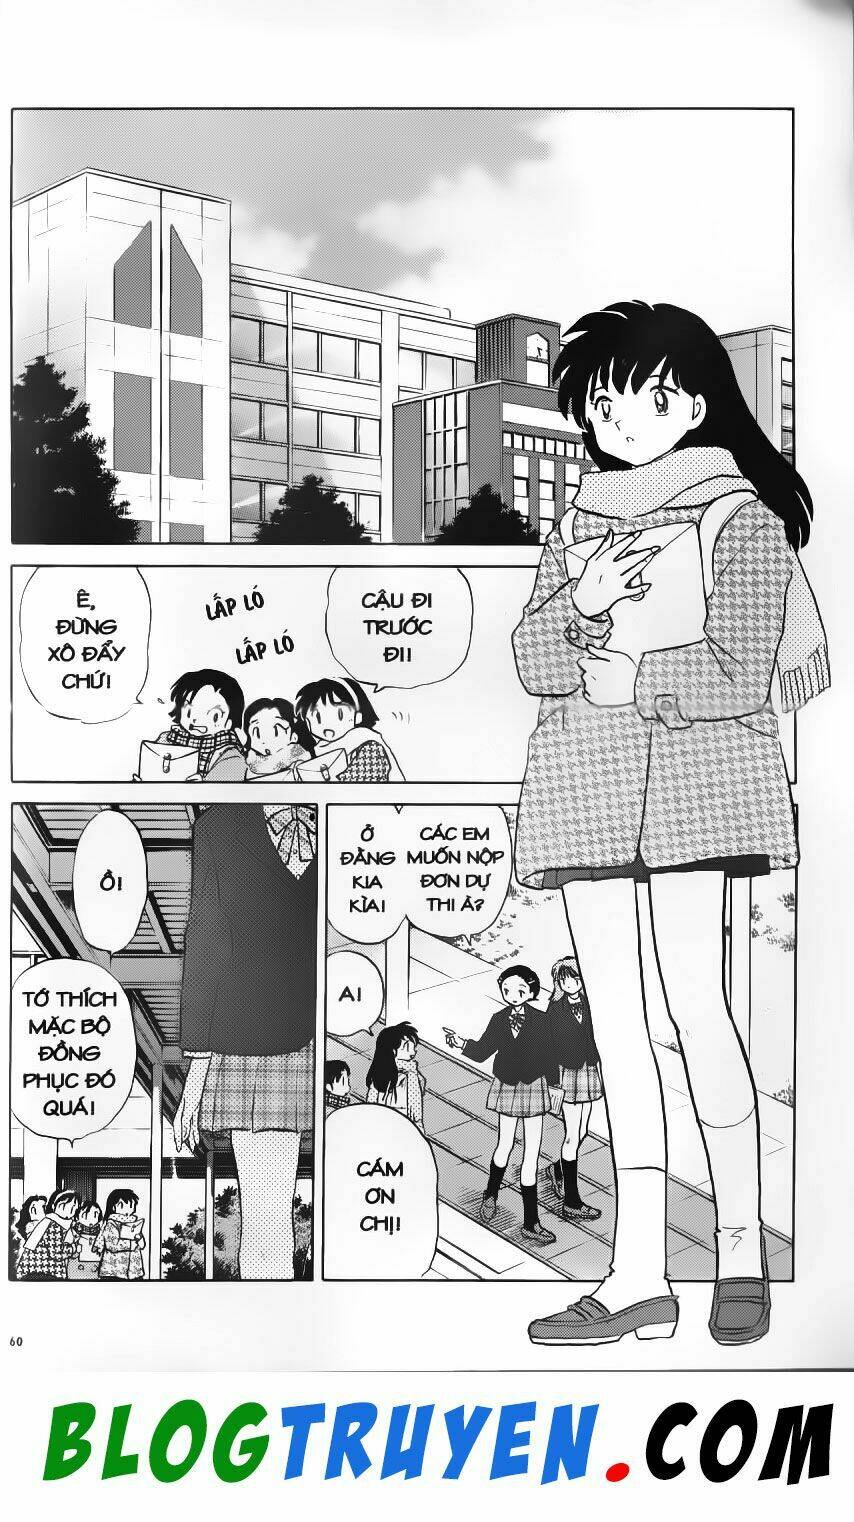 Ê,
ĐỪNG
XÔ ĐẨY
CHỨ!
LẤP LÓ
LẤP LÓ
CẬU ĐI
TRƯỚC
ĐI!
Ồ!
TỚ THÍCH
MẶC BỘ
ĐỒNG
PHỤC ĐÓ
QUÁ!
Ở
ĐẰNG
KIA
KÌA!
CÁC EM
MUỐN NỘP
ĐƠN DỰ
THI À?
A!
CÁM
ƠN
CHỊ!
60
BLOGTRUYEN.COM